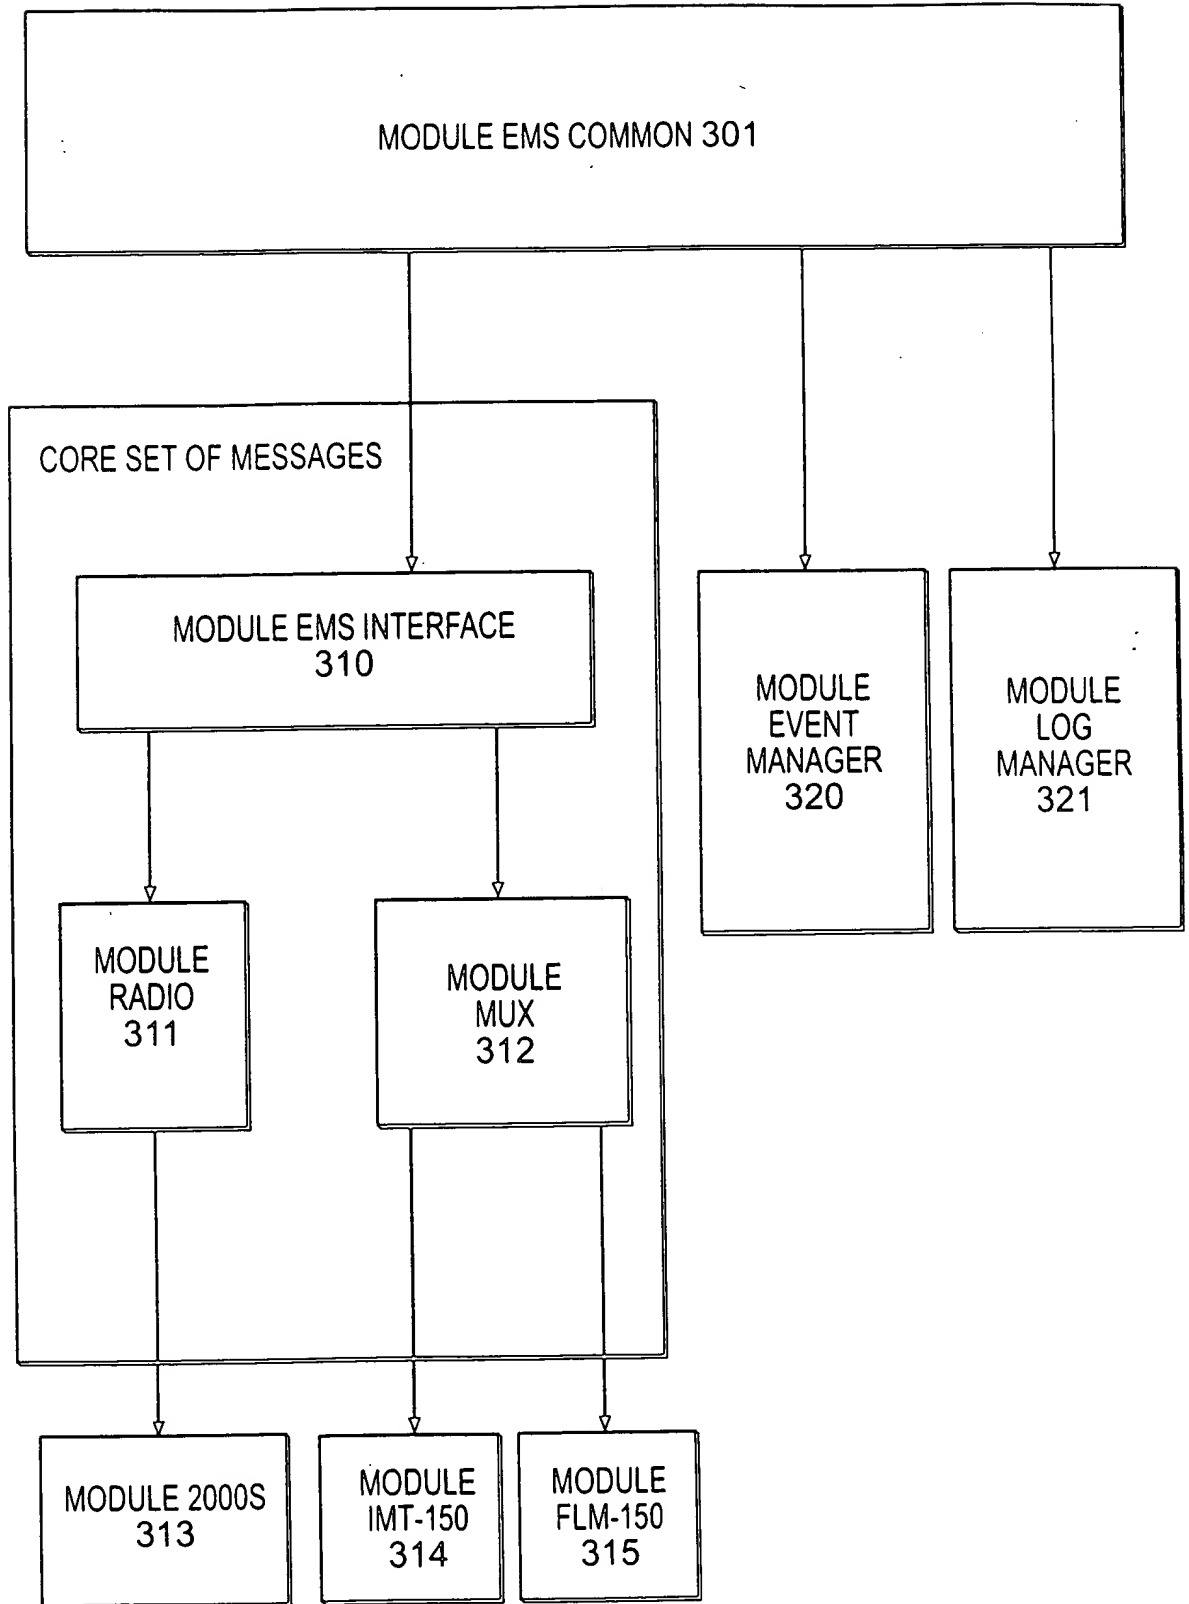 MODULE EMS COMMON 301
CORE SET OF MESSAGES
MODULE EMS INTERFACE
310
MODULE
EVENT
MANAGER
320
MODULE
LOG
MANAGER
321
MODULE
RADIO
311
MODULE
MUX
312
MODULE 2000S
313
MODULE
IMT-150
314
MODULE
FLM-150
315